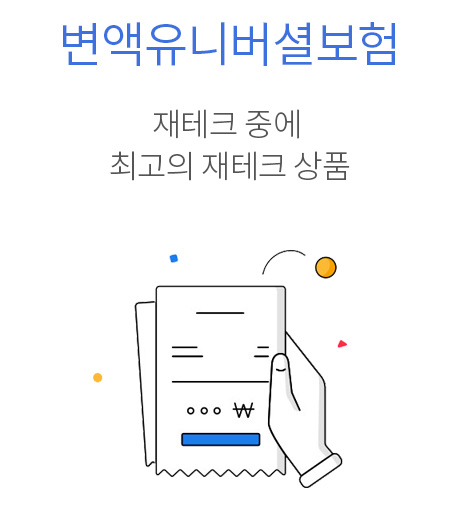 변액유니버셜보험
재테크 중에
최고의 재테크 상품
₩